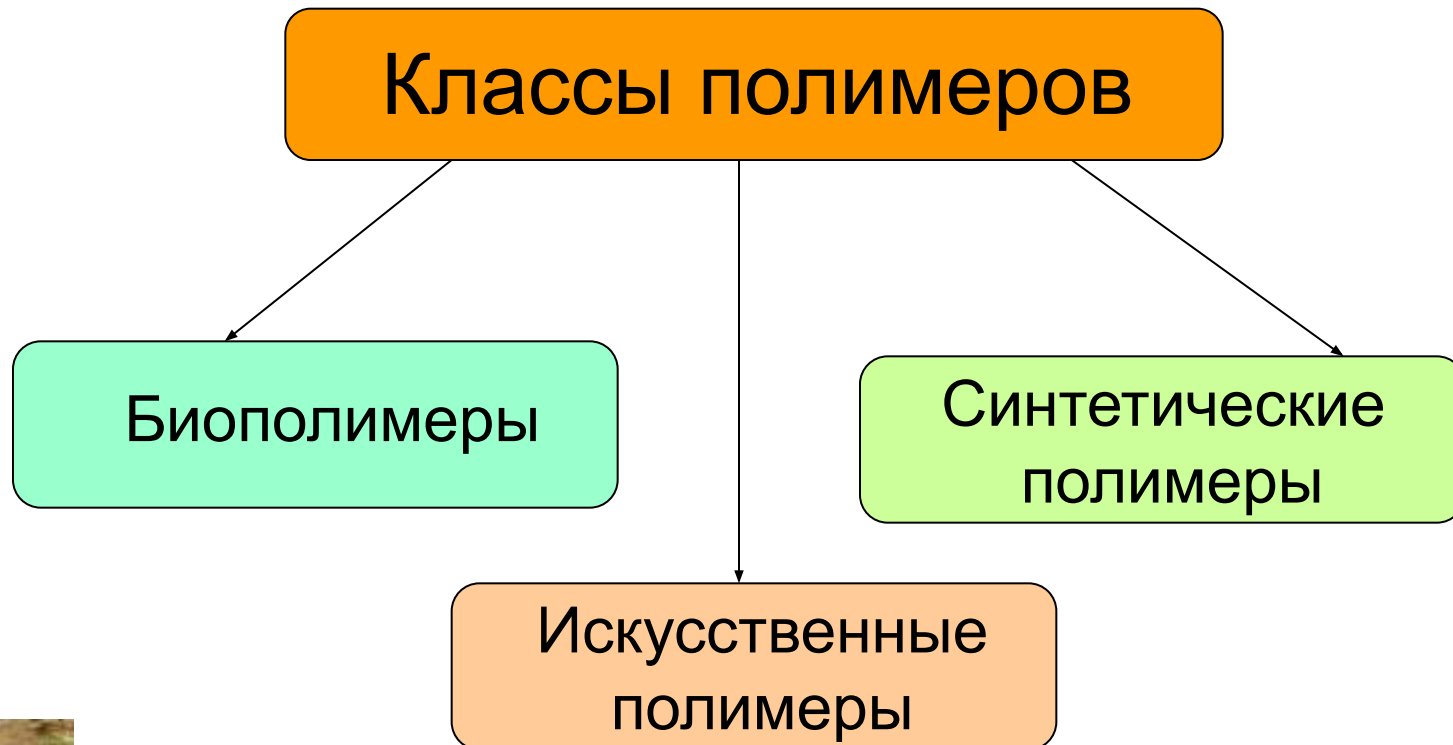 Классы полимеров
Биополимеры
Синтетические
полимеры
Искусственные
полимеры